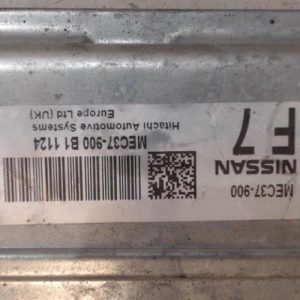 MEC37-900
NISSAN
F7
MEC37-900 B1 1124
Hitachi Automotive Systems
Europe Ltd (UK)